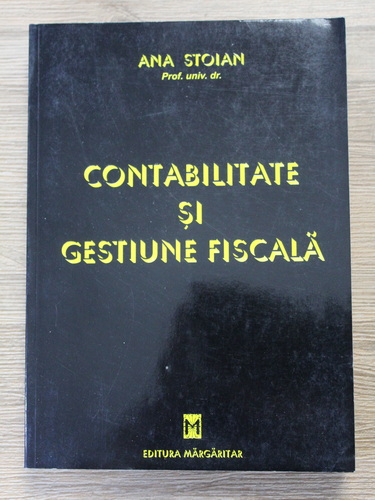 ANA STOIAN
Prof. univ. dr.
CONTABILITATE
ȘI
GESTIUNE FISCALĂ
M
EDITURA MĂRGĂRITAR